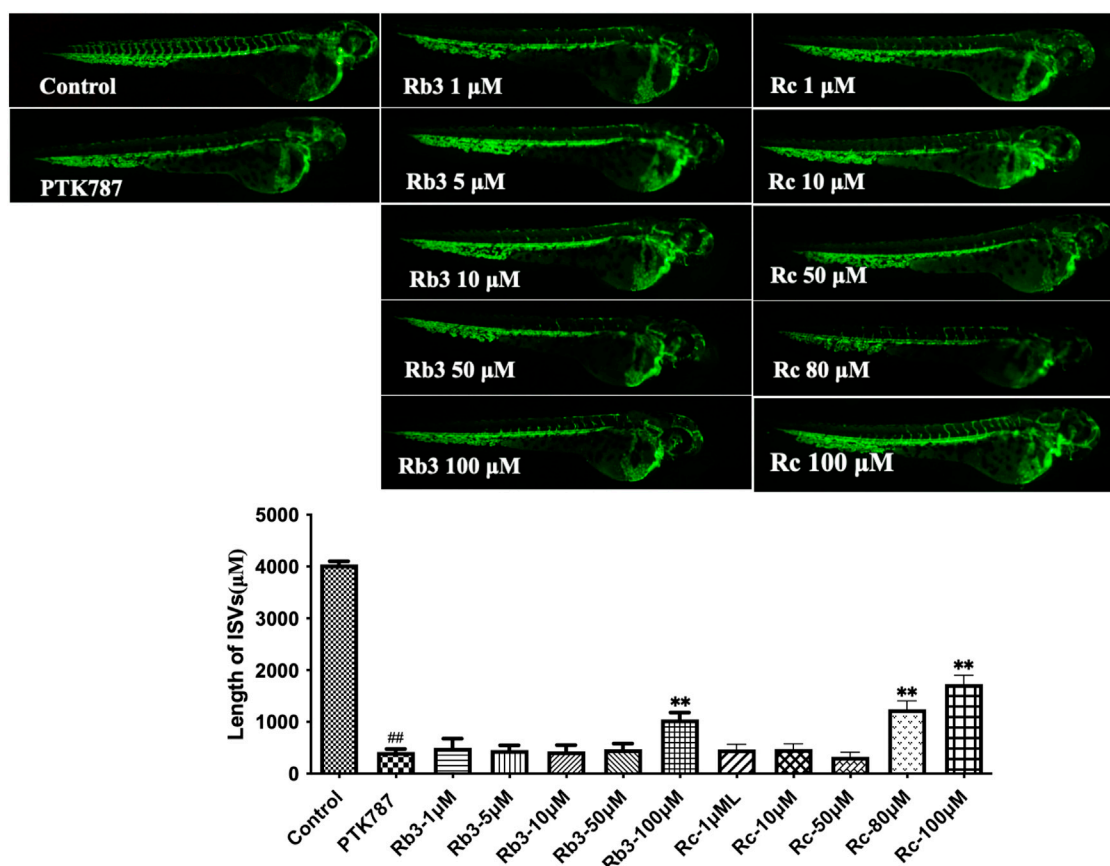 Control
Rb3 1 µM
Rc 1 µM
PTK787
Rb3 5 µM
Rc 10 µM
Rb3 10 µM
Rc 50 µM
Rb3 50 µM
Rc 80 µM
Rb3 100 µM
Rc 100 µM
Length of ISVs(µM)
5000
4000
3000
2000
1000
0
##
**
**
**
Control
PTK787
Rb3-1µM
Rb3-5µM
Rb3-10µM
Rb3-50µM
Rb3-100µM
Rc-1µML
Rc-10µM
Rc-50µM
Rc-80µM
Rc-100µM